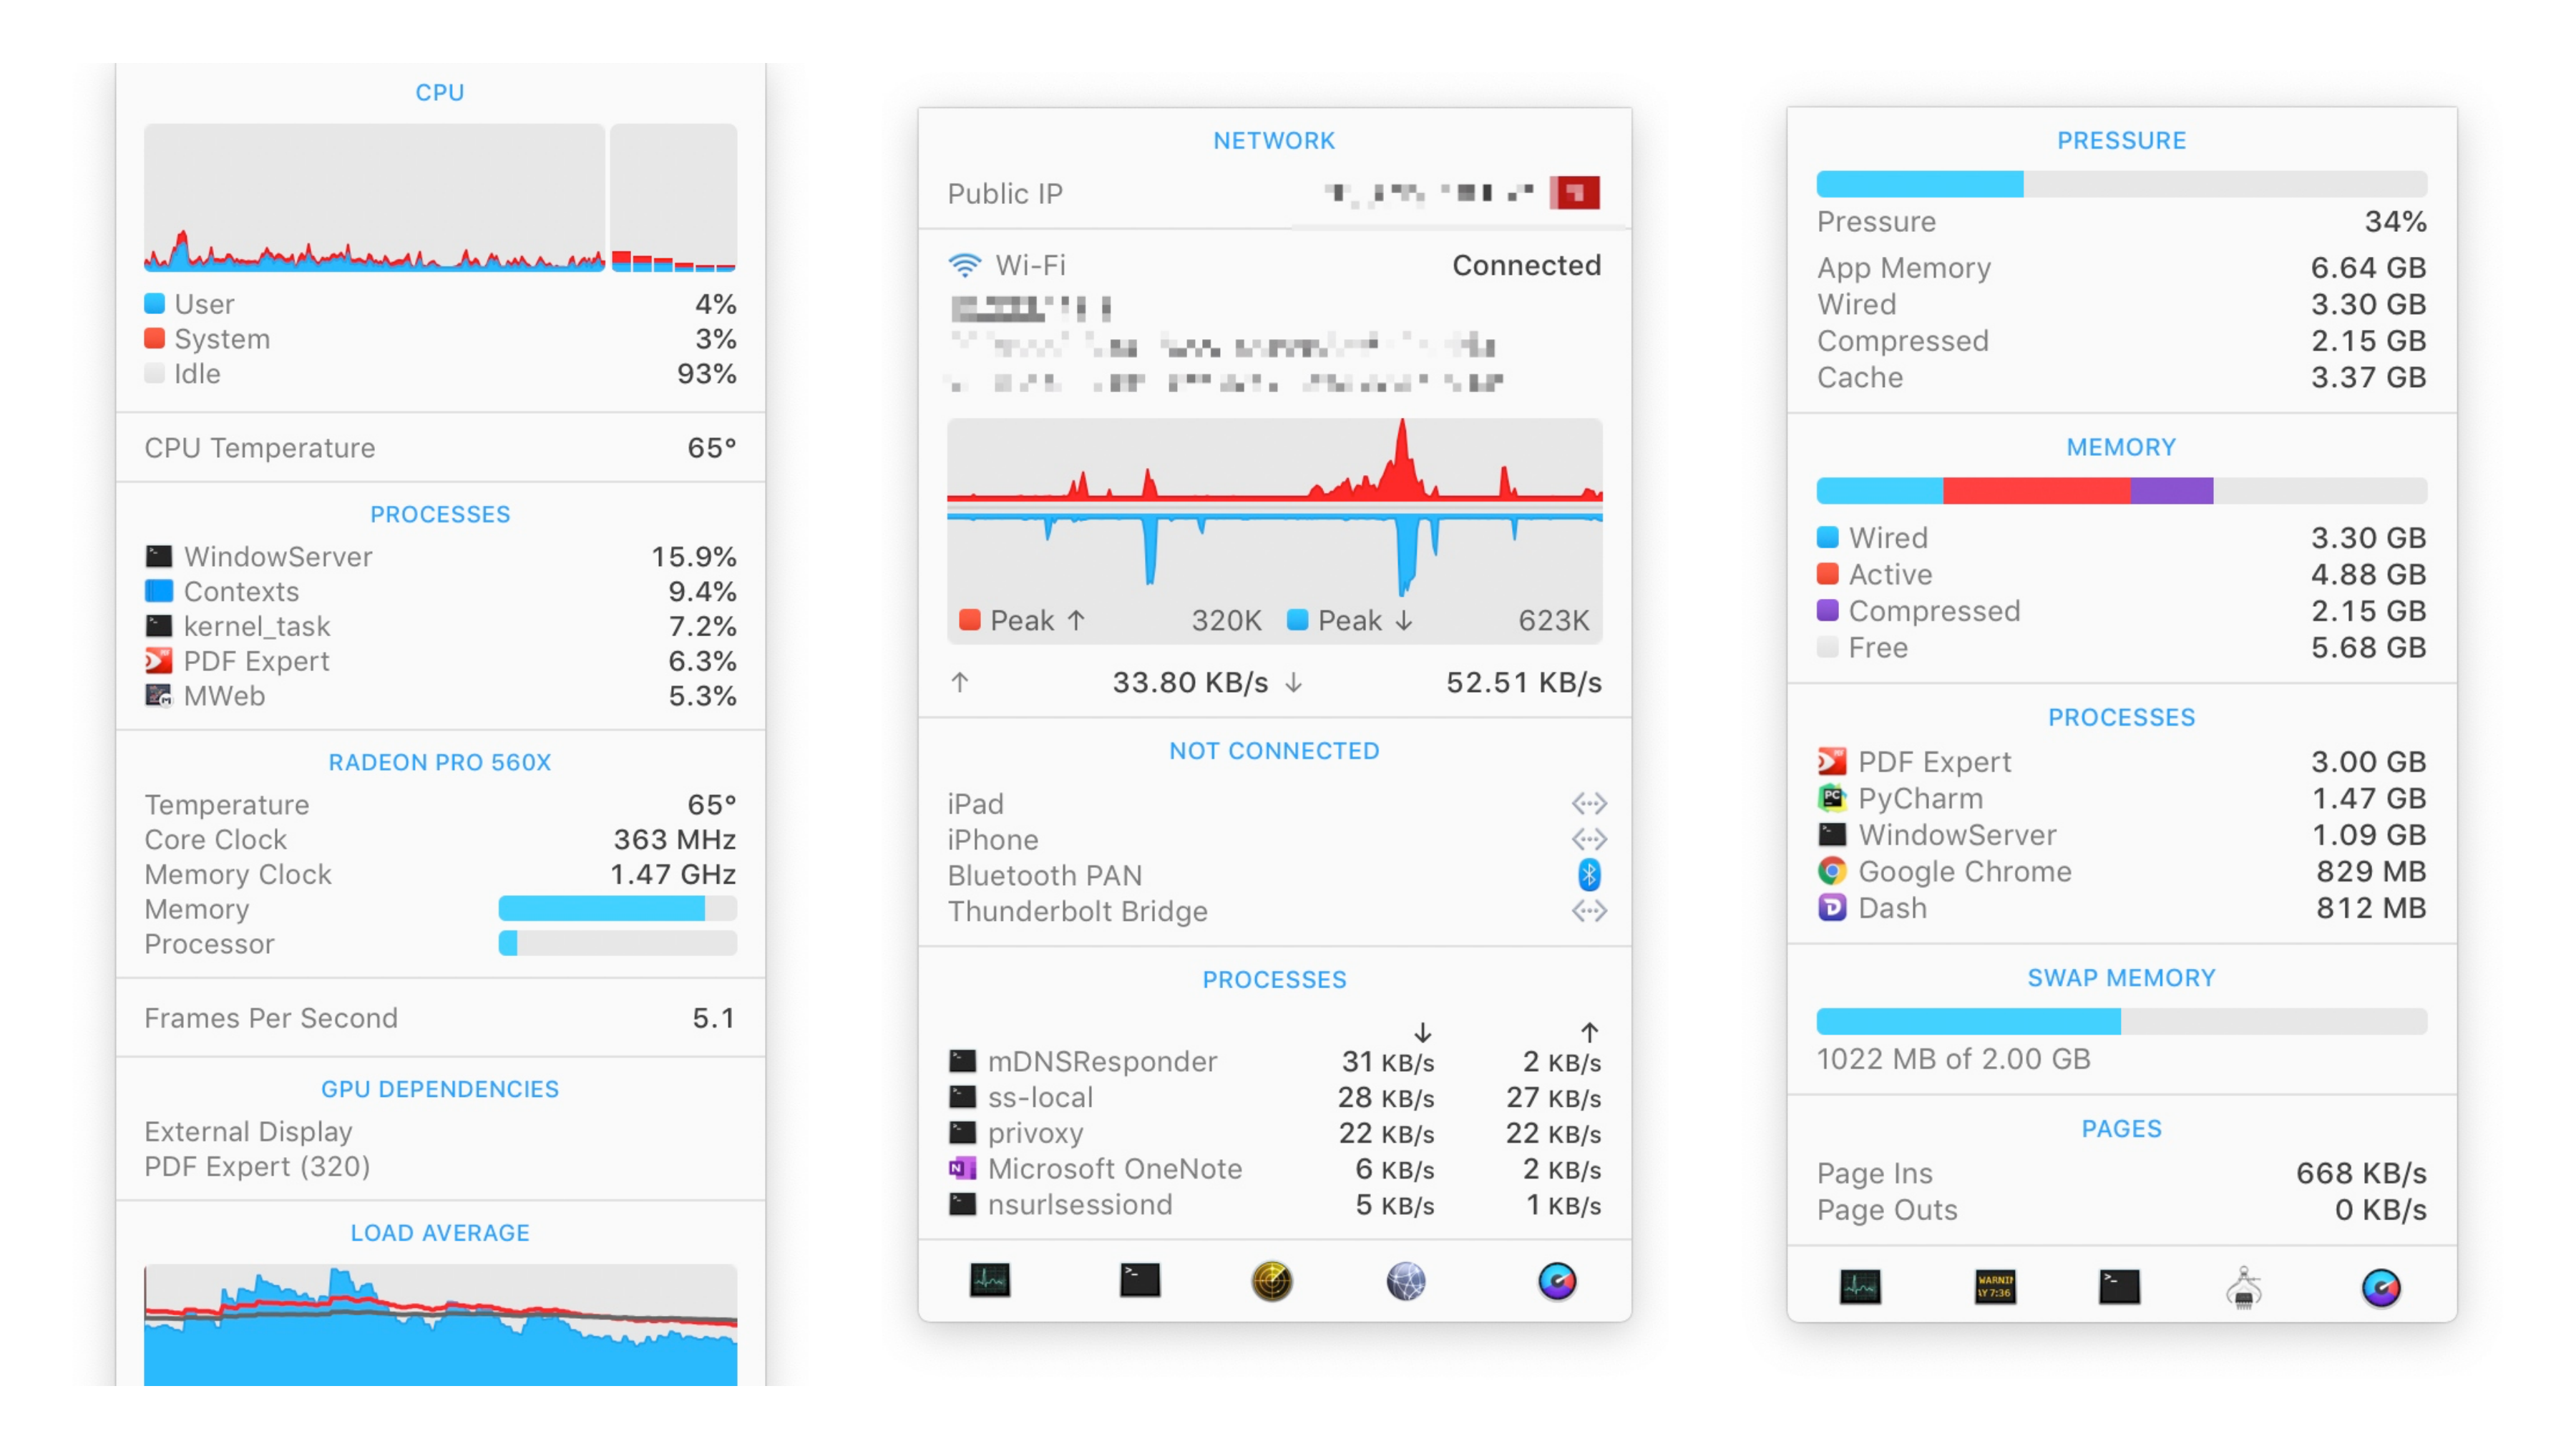 CPU
User 4%
System 3%
Idle 93%
CPU Temperature 65°
PROCESSES
WindowServer 15.9%
Contexts 9.4%
kernel_task 7.2%
PDF Expert 6.3%
MWeb 5.3%
RADEON PRO 560X
Temperature 65°
Core Clock 363 MHz
Memory Clock 1.47 GHz
Memory
Processor
Frames Per Second 5.1
GPU DEPENDENCIES
External Display
PDF Expert (320)
LOAD AVERAGE
NETWORK
Public IP
Wi-Fi Connected
Peak ↑ 320K Peak ↓ 623K
↑ 33.80 KB/s ↓ 52.51 KB/s
NOT CONNECTED
iPad
iPhone
Bluetooth PAN
Thunderbolt Bridge
PROCESSES
↓ ↑
mDNSResponder 31 KB/s 2 KB/s
ss-local 28 KB/s 27 KB/s
privoxy 22 KB/s 22 KB/s
Microsoft OneNote 6 KB/s 2 KB/s
nsurlsessiond 5 KB/s 1 KB/s
PRESSURE
Pressure 34%
App Memory 6.64 GB
Wired 3.30 GB
Compressed 2.15 GB
Cache 3.37 GB
MEMORY
Wired 3.30 GB
Active 4.88 GB
Compressed 2.15 GB
Free 5.68 GB
PROCESSES
PDF Expert 3.00 GB
PyCharm 1.47 GB
WindowServer 1.09 GB
Google Chrome 829 MB
Dash 812 MB
SWAP MEMORY
1022 MB of 2.00 GB
PAGES
Page Ins 668 KB/s
Page Outs 0 KB/s
WARNIN
AY 7:36